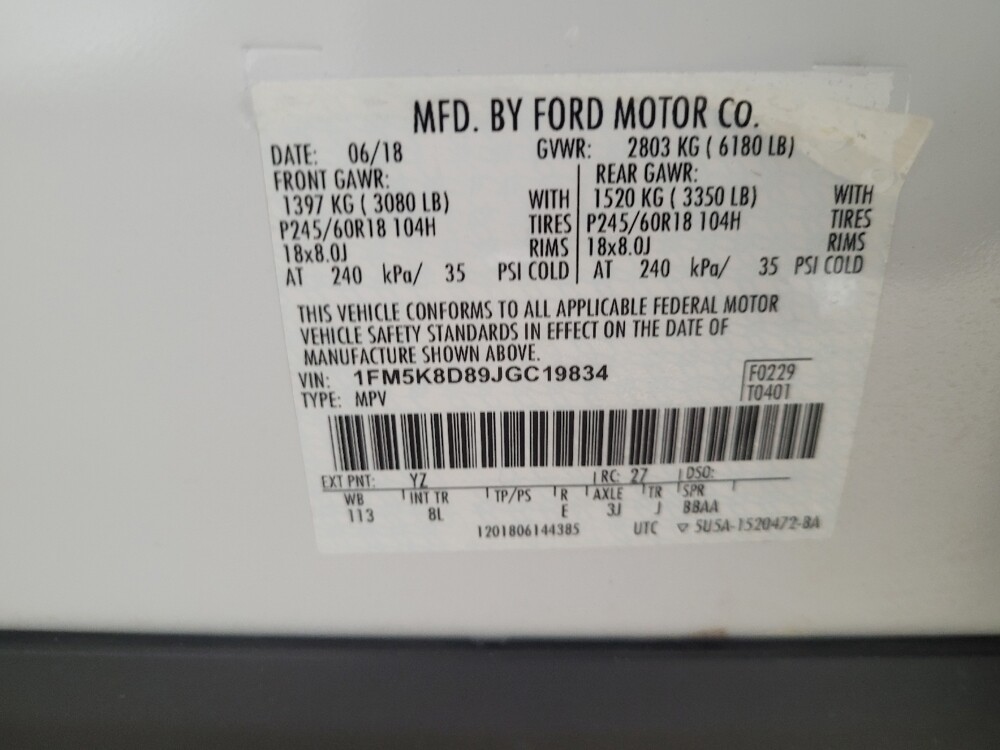 MFD. BY FORD MOTOR CO.
DATE: 06/18 GVWR: 2803 KG ( 6180 LB)
FRONT GAWR: REAR GAWR:
1397 KG ( 3080 LB) WITH 1520 KG ( 3350 LB) WITH
P245/60R18 104H TIRES P245/60R18 104H TIRES
18x8.0J RIMS 18x8.0J RIMS
AT 240 kPa/ 35 PSI COLD AT 240 kPa/ 35 PSI COLD
THIS VEHICLE CONFORMS TO ALL APPLICABLE FEDERAL MOTOR
VEHICLE SAFETY STANDARDS IN EFFECT ON THE DATE OF
MANUFACTURE SHOWN ABOVE.
VIN: 1FM5K8D89JGC19834 F0229
TYPE: MPV T0401
EXT PNT: YZ RC: 27 DSO:
WB INT TR TP/PS R AXLE TR SPR
113 8L E 3J J BBAA
1201806144385 UTC ▽ 5U5A-1520472-BA